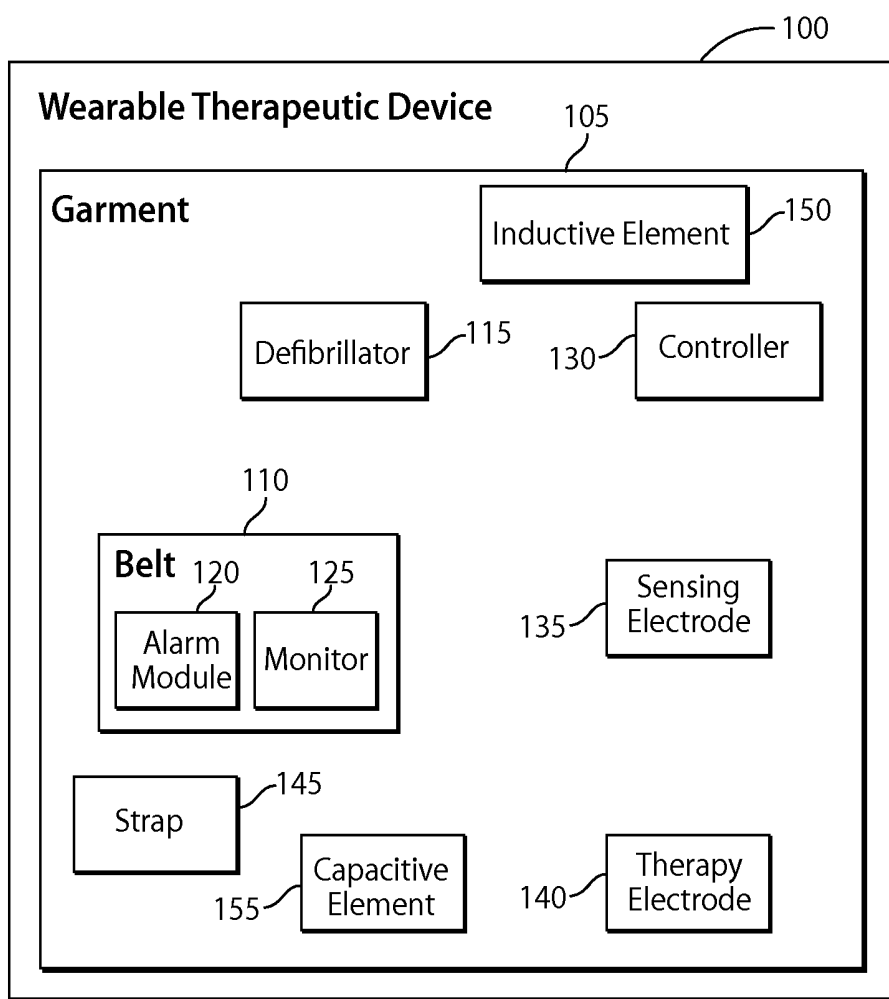 100
Wearable Therapeutic Device
105
Garment
Inductive Element
150
Defibrillator
115
130
Controller
110
Belt
120
125
Alarm
Module
Monitor
Sensing
Electrode
135
Strap
145
Capacitive
Element
155
Therapy
Electrode
140